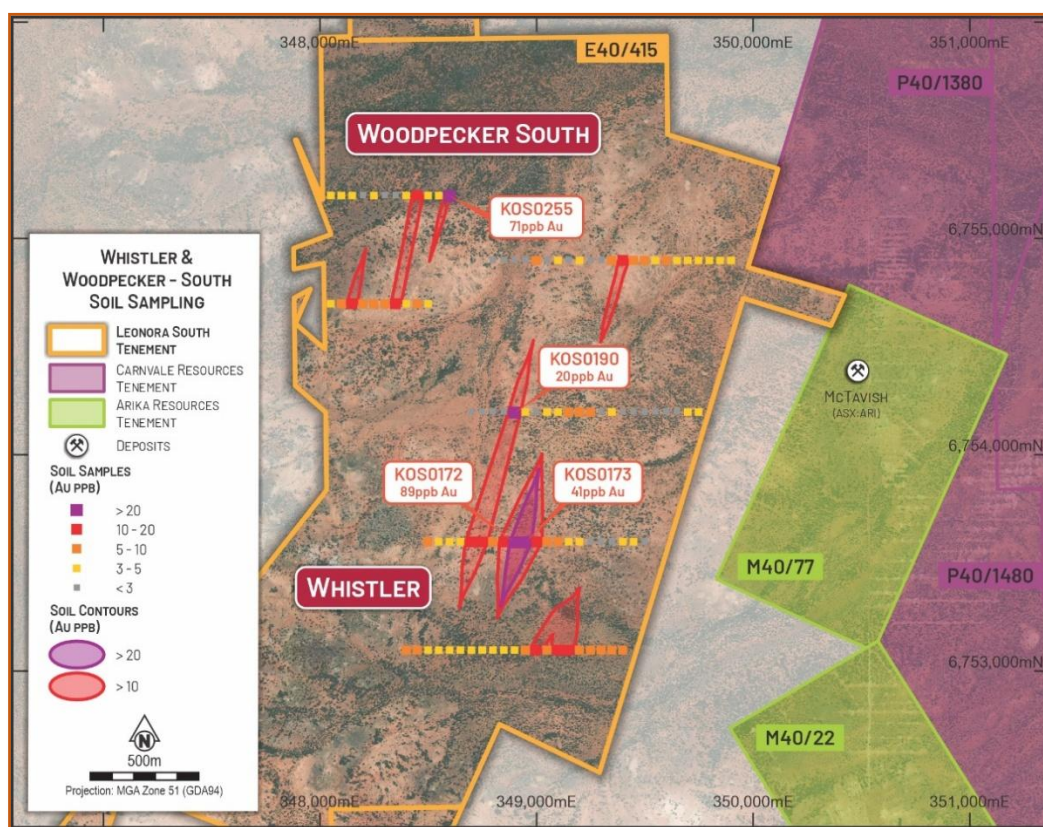 348,000mE
350,000mE
351,000mE
E40/415
P40/1380
WOODPECKER SOUTH
KOS0255
71ppb Au
6,755,000mN
WHISTLER &
WOODPECKER - SOUTH
SOIL SAMPLING
LEONORA SOUTH
TENEMENT
CARNVALE RESOURCES
TENEMENT
ARIKA RESOURCES
TENEMENT
DEPOSITS
SOIL SAMPLES
(AU PPB)
> 20
10 - 20
5 - 10
3 - 5
< 3
SOIL CONTOURS
(AU PPB)
> 20
> 10
N
500m
Projection: MGA Zone 51 (GDA94)
KOS0190
20ppb Au
MCTAVISH
(ASX:ARI)
6,754,000mN
KOS0172
89ppb Au
KOS0173
41ppb Au
WHISTLER
M40/77
P40/1480
6,753,000mN
M40/22
348,000mE
349,000mE
350,000mE
351,000mE